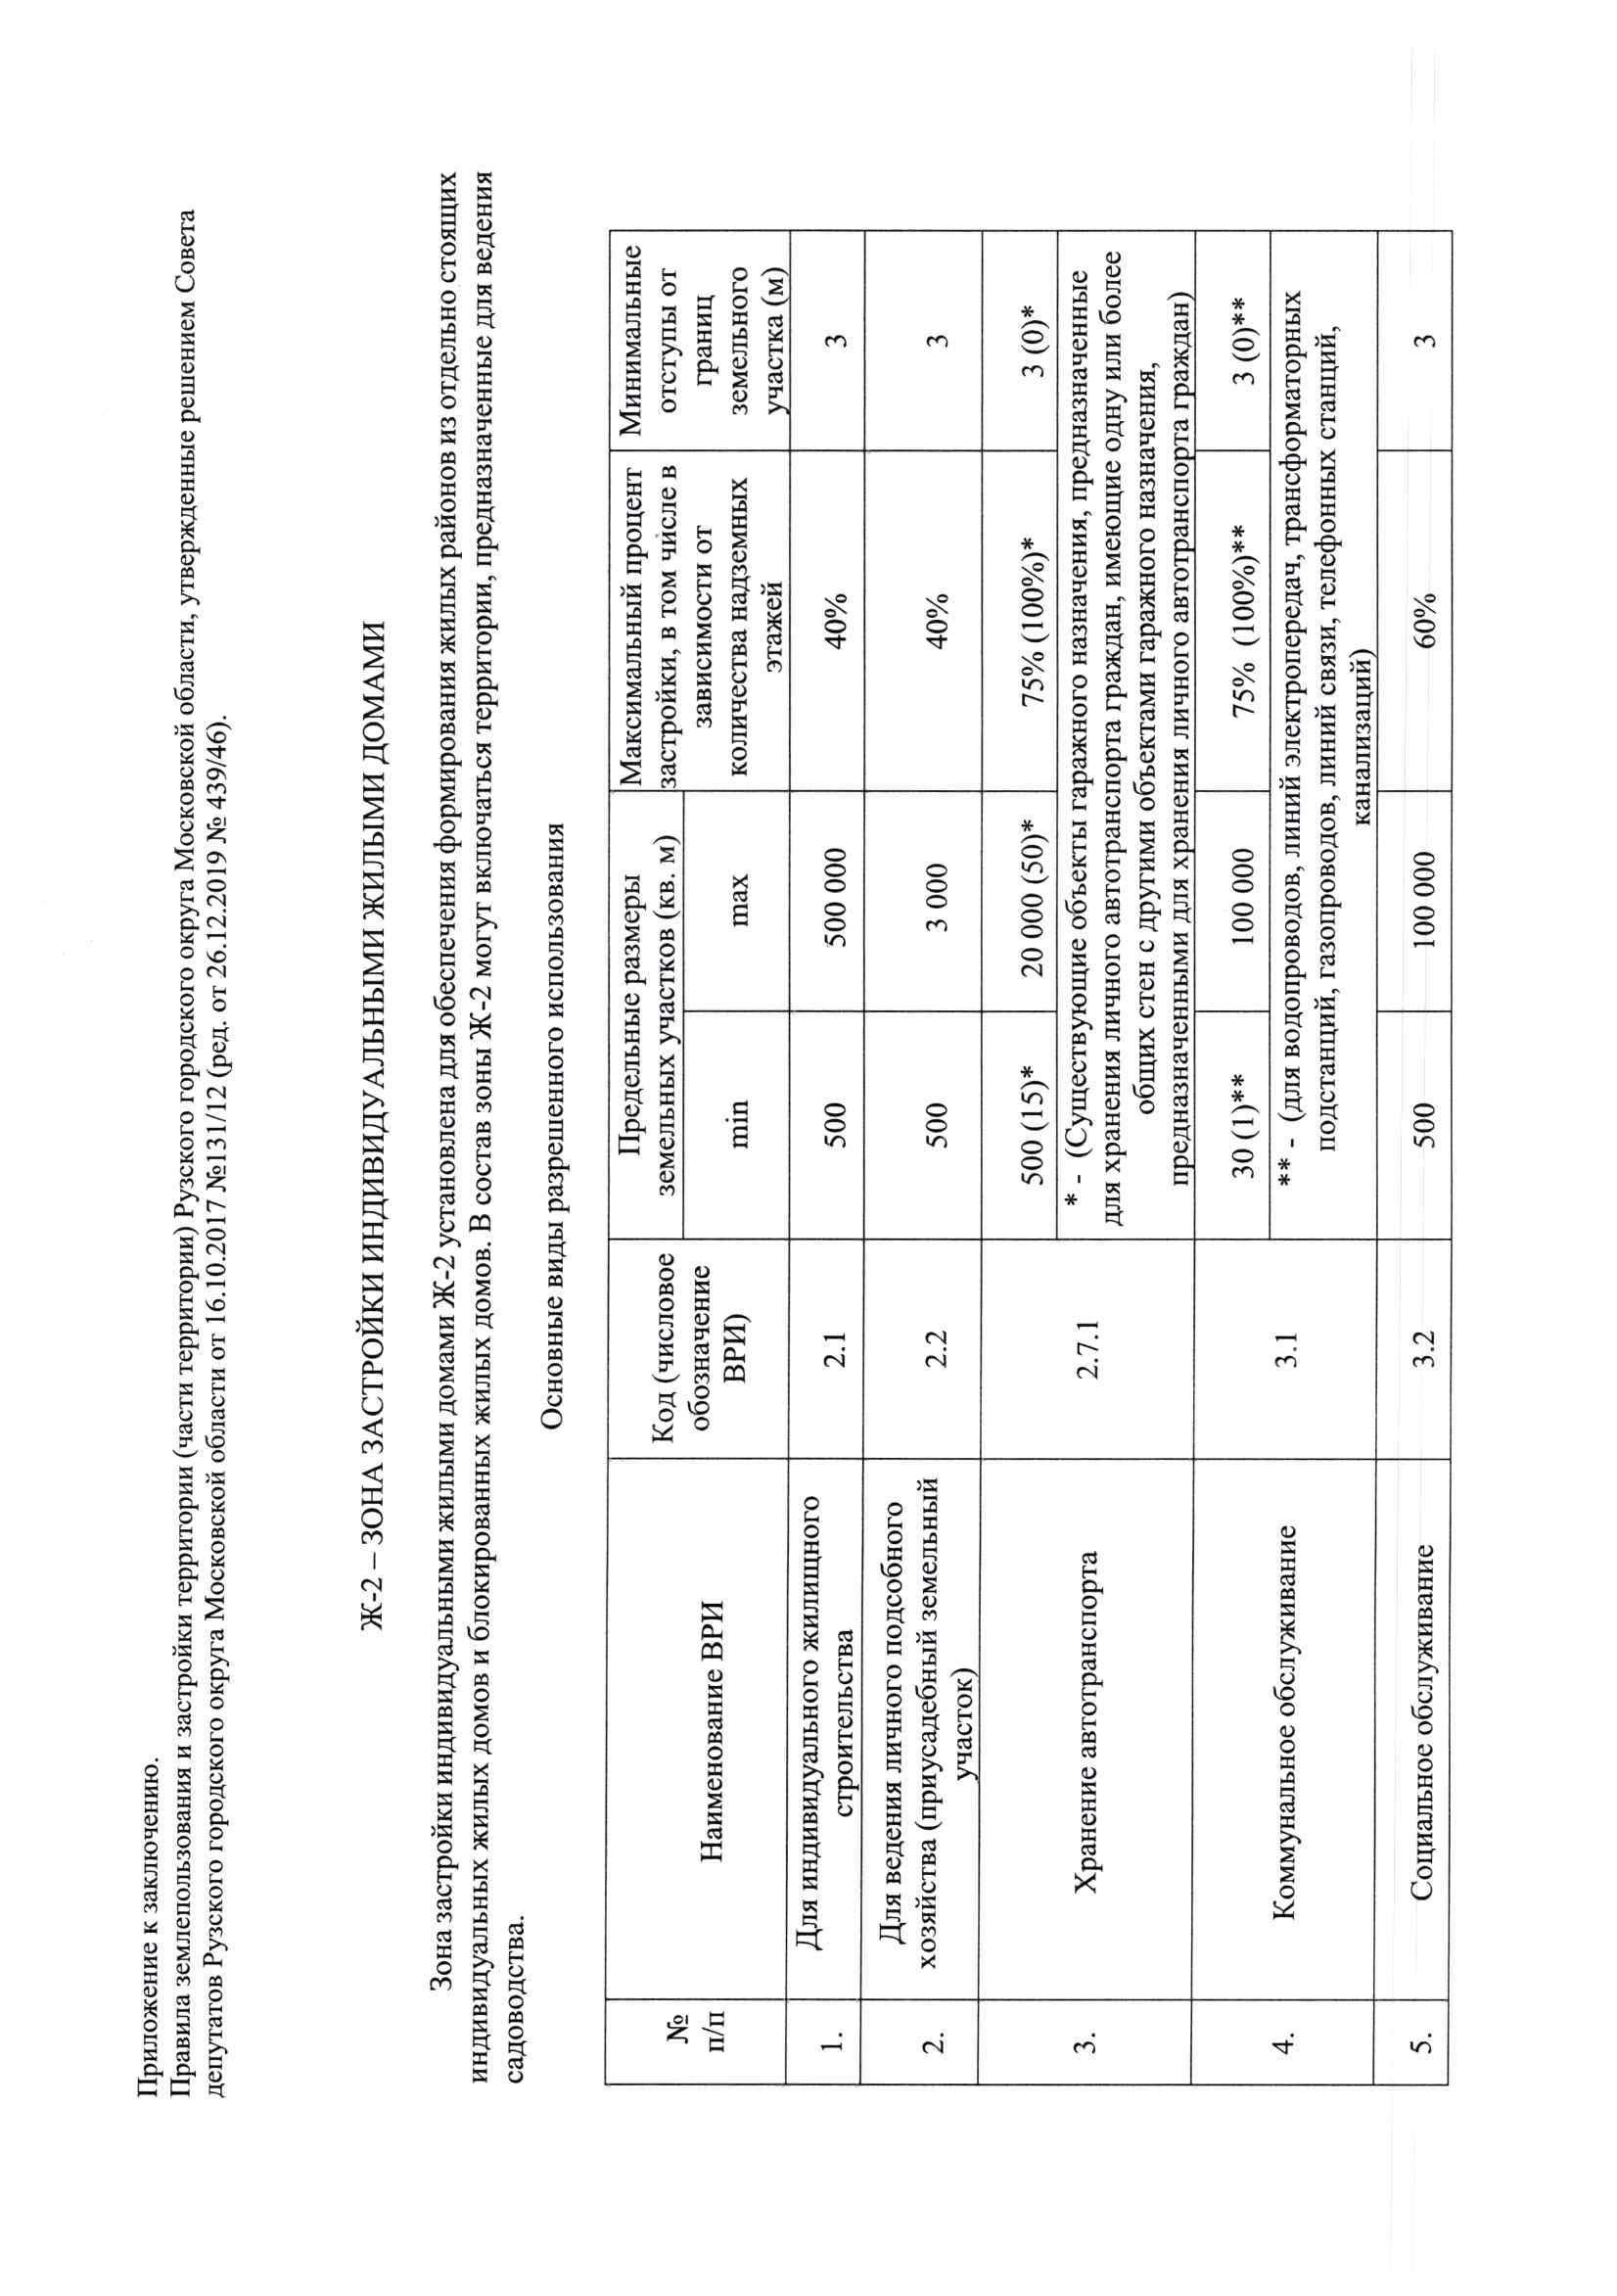 Приложение к заключению.
Правила землепользования и застройки территории (части территории) Рузского городского округа Московской области, утвержденные решением Совета
депутатов Рузского городского округа Московской области от 16.10.2017 №131/12 (ред. от 26.12.2019 № 439/46).
Ж-2 – ЗОНА ЗАСТРОЙКИ ИНДИВИДУАЛЬНЫМИ ЖИЛЫМИ ДОМАМИ
Зона застройки индивидуальными жилыми домами Ж-2 установлена для обеспечения формирования жилых районов из отдельно стоящих
индивидуальных жилых домов и блокированных жилых домов. В состав зоны Ж-2 могут включаться территории, предназначенные для ведения
садоводства.
Основные виды разрешенного использования
№
п/п
Наименование ВРИ
Код (числовое
обозначение
ВРИ)
Предельные размеры
земельных участков (кв. м)
min
max
Максимальный процент
застройки, в том числе в
зависимости от
количества надземных
этажей
Минимальные
отступы от
границ
земельного
участка (м)
1.
Для индивидуального жилищного
строительства
2.1
500
500 000
40%
3
2.
Для ведения личного подсобного
хозяйства (приусадебный земельный
участок)
2.2
500
3 000
40%
3
3.
Хранение автотранспорта
2.7.1
500 (15)*
20 000 (50)*
75% (100%)*
3 (0)*
* - (Существующие объекты гаражного назначения, предназначенные
для хранения личного автотранспорта граждан, имеющие одну или более
общих стен с другими объектами гаражного назначения,
предназначенными для хранения личного автотранспорта граждан)
4.
Коммунальное обслуживание
3.1
30 (1)**
100 000
75% (100%)**
3 (0)**
** - (для водопроводов, линий электропередач, трансформаторных
подстанций, газопроводов, линий связи, телефонных станций,
канализаций)
5.
Социальное обслуживание
3.2
500
100 000
60%
3